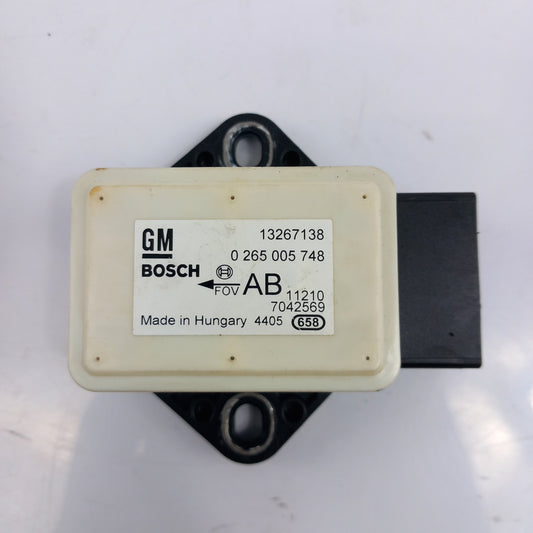 GM 13267138
BOSCH 0 265 005 748
FOV AB 11210
7042569
Made in Hungary 4405 658